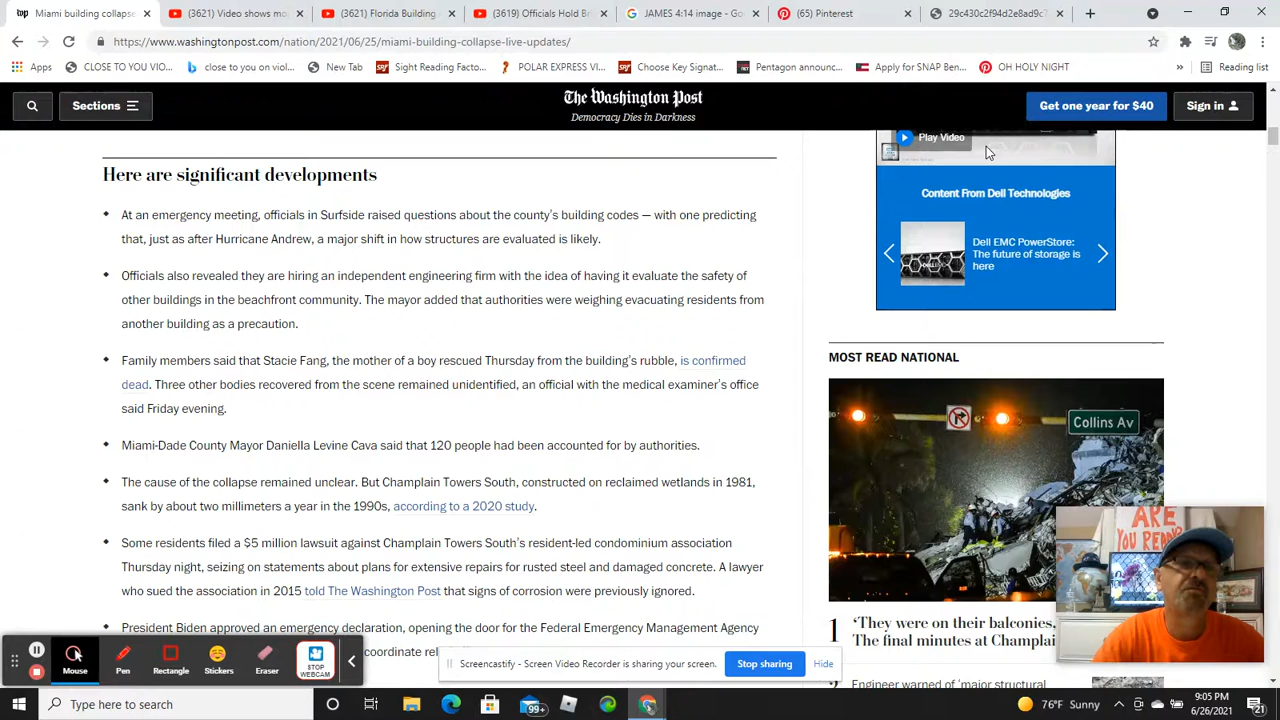 Miami building collapse
(3621) Video shows mo
(3621) Florida Building
(3619) Officials Hold Bri
JAMES 4:14 image - Go
(65) Pinterest
29c430c2f94d2e8ad9c
https://www.washingtonpost.com/nation/2021/06/25/miami-building-collapse-live-updates/
Apps
CLOSE TO YOU VIO...
close to you on viol...
New Tab
Sight Reading Facto...
POLAR EXPRESS VI...
Choose Key Signat...
Pentagon announc...
Apply for SNAP Ben...
OH HOLY NIGHT
»
Reading list
Sections
The Washington Post
Democracy Dies in Darkness
Get one year for $40
Sign in
Play Video
Here are significant developments
At an emergency meeting, officials in Surfside raised questions about the county's building codes — with one predicting
that, just as after Hurricane Andrew, a major shift in how structures are evaluated is likely.
Officials also revealed they are hiring an independent engineering firm with the idea of having it evaluate the safety of
other buildings in the beachfront community. The mayor added that authorities were weighing evacuating residents from
another building as a precaution.
Family members said that Stacie Fang, the mother of a boy rescued Thursday from the building's rubble, is confirmed
dead. Three other bodies recovered from the scene remained unidentified, an official with the medical examiner's office
said Friday evening.
Miami-Dade County Mayor Daniella Levine Cava said that 120 people had been accounted for by authorities.
The cause of the collapse remained unclear. But Champlain Towers South, constructed on reclaimed wetlands in 1981,
sank by about two millimeters a year in the 1990s, according to a 2020 study.
Some residents filed a $5 million lawsuit against Champlain Towers South's resident-led condominium association
Thursday night, seizing on statements about plans for extensive repairs for rusted steel and damaged concrete. A lawyer
who sued the association in 2015 told The Washington Post that signs of corrosion were previously ignored.
President Biden approved an emergency declaration, opening the door for the Federal Emergency Management Agency
coordinate rel
Content From Dell Technologies
Dell EMC PowerStore:
The future of storage is
here
MOST READ NATIONAL
Collins Av
ARE
YOU READY
1 'They were on their balconies,
The final minutes at Champlai
Engineer warned of 'major structural
Mouse
Pen
Rectangle
Stickers
Eraser
STOP
WEBCAM
Screencastify - Screen Video Recorder is sharing your screen.
Stop sharing
Hide
Type here to search
99+
76°F Sunny
9:05 PM
6/26/2021
21